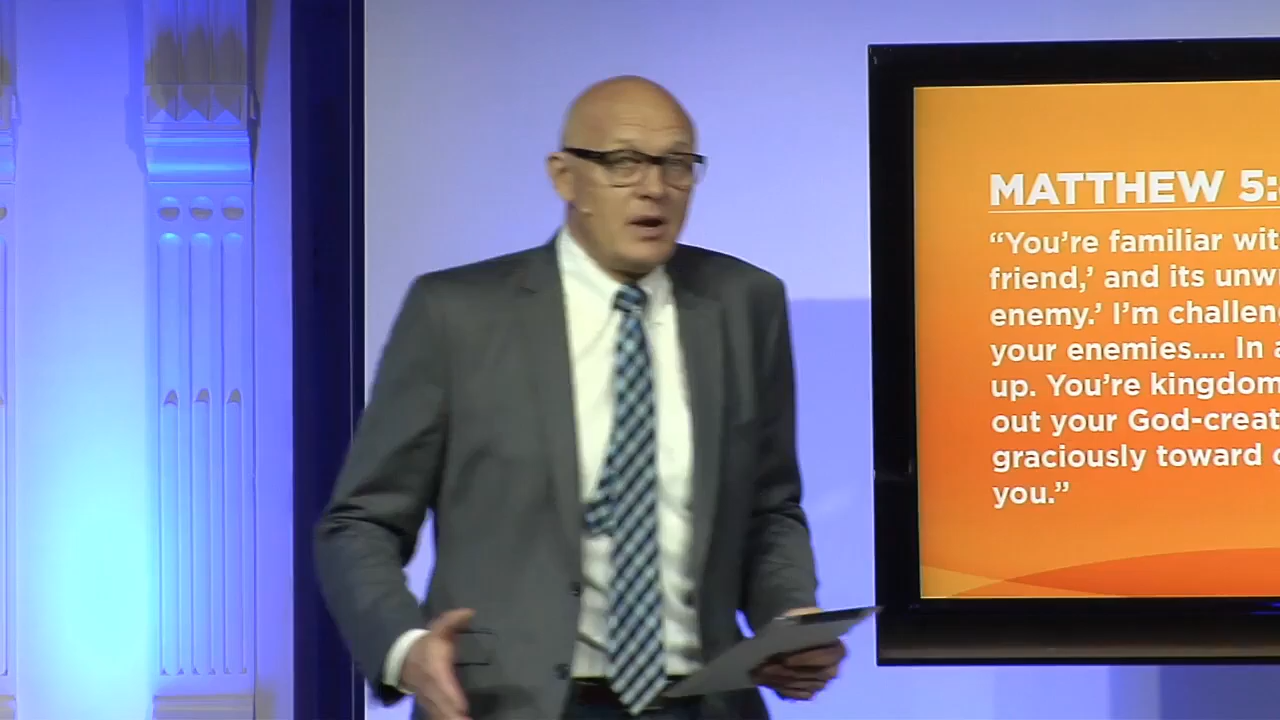 MATTHEW 5:
“You’re familiar wit
friend,’ and its unw
enemy.’ I’m challen
your enemies.... In a
up. You’re kingdom
out your God-creat
graciously toward
you.”